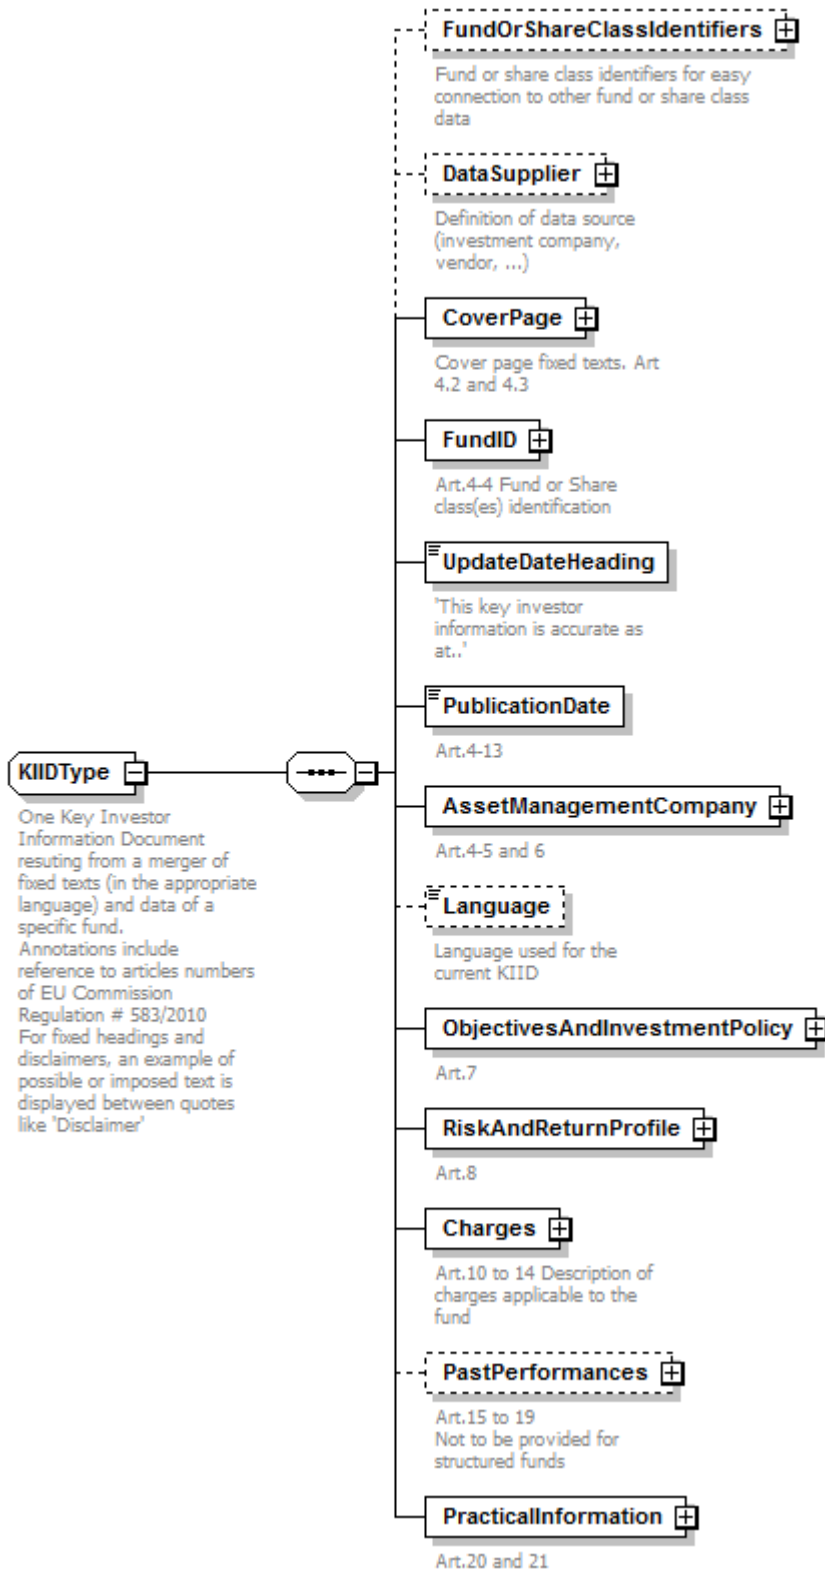 FundOrShareClassIdentifiers
Fund or share class identifiers for easy
connection to other fund or share class
data
DataSupplier
Definition of data source
(investment company,
vendor, ...)
CoverPage
Cover page fixed texts. Art
4.2 and 4.3
FundID
Art.4-4 Fund or Share
class(es) identification
UpdateDateHeading
'This key investor
information is accurate as
at..'
PublicationDate
Art.4-13
KIIDType
One Key Investor
Information Document
resuting from a merger of
fixed texts (in the appropriate
language) and data of a
specific fund.
Annotations include
reference to articles numbers
of EU Commission
Regulation # 583/2010
For fixed headings and
disclaimers, an example of
possible or imposed text is
displayed between quotes
like 'Disclaimer'
AssetManagementCompany
Art.4-5 and 6
Language
Language used for the
current KIID
ObjectivesAndInvestmentPolicy
Art.7
RiskAndReturnProfile
Art.8
Charges
Art.10 to 14 Description of
charges applicable to the
fund
PastPerformances
Art.15 to 19
Not to be provided for
structured funds
PracticalInformation
Art.20 and 21